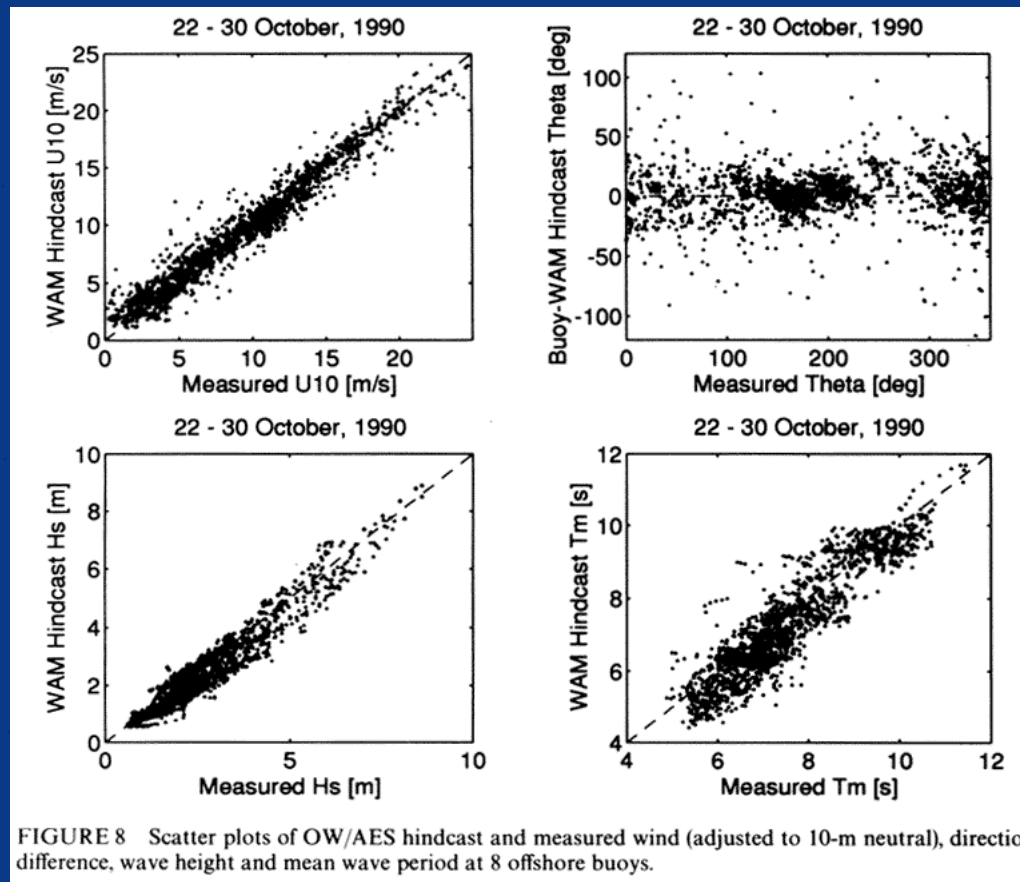 22 - 30 October, 1990
25
20
15
10
5
0
WAM Hindcast U10 [m/s]
0 5 10 15 20
Measured U10 [m/s]
22 - 30 October, 1990
100
50
0
-50
-100
Buoy-WAM Hindcast Theta [deg]
0 100 200 300
Measured Theta [deg]
22 - 30 October, 1990
10
8
6
4
2
0
WAM Hindcast Hs [m]
0 5 10
Measured Hs [m]
22 - 30 October, 1990
12
10
8
6
4
WAM Hindcast Tm [s]
4 6 8 10 12
Measured Tm [s]
FIGURE 8 Scatter plots of OW/AES hindcast and measured wind (adjusted to 10-m neutral), directio
difference, wave height and mean wave period at 8 offshore buoys.